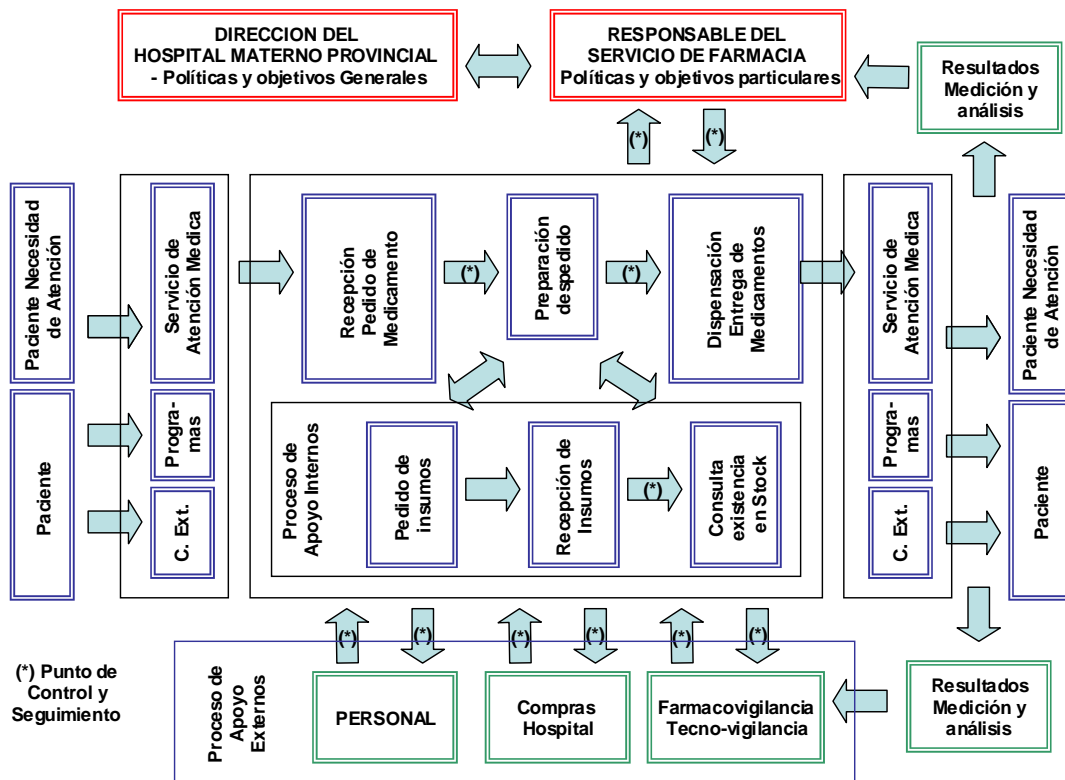 DIRECCION DEL
HOSPITAL MATERNO PROVINCIAL
- Políticas y objetivos Generales
RESPONSABLE DEL
SERVICIO DE FARMACIA
Políticas y objetivos particulares
Resultados
Medición y
análisis
(*)
(*)
Paciente Necesidad
de Atención
Paciente
Servicio de
Atención Medica
Progra-
mas
C. Ext.
Recepción
Pedido de
Medicamento
(*)
Preparación
despedido
(*)
Dispensación
Entrega de
Medicamentos
Proceso de
Apoyo Internos
Pedido de
insumos
Recepción de
Insumos
(*)
Consulta
existencia
en Stock
Servicio de
Atención Medica
Progra-
mas
C. Ext.
Paciente Necesidad
de Atención
Paciente
(*)
(*)
(*)
(*)
(*)
(*)
(*) Punto de
Control y
Seguimiento
Proceso de
Apoyo
Externos
PERSONAL
Compras
Hospital
Farmacovigilancia
Tecno-vigilancia
Resultados
Medición y
análisis